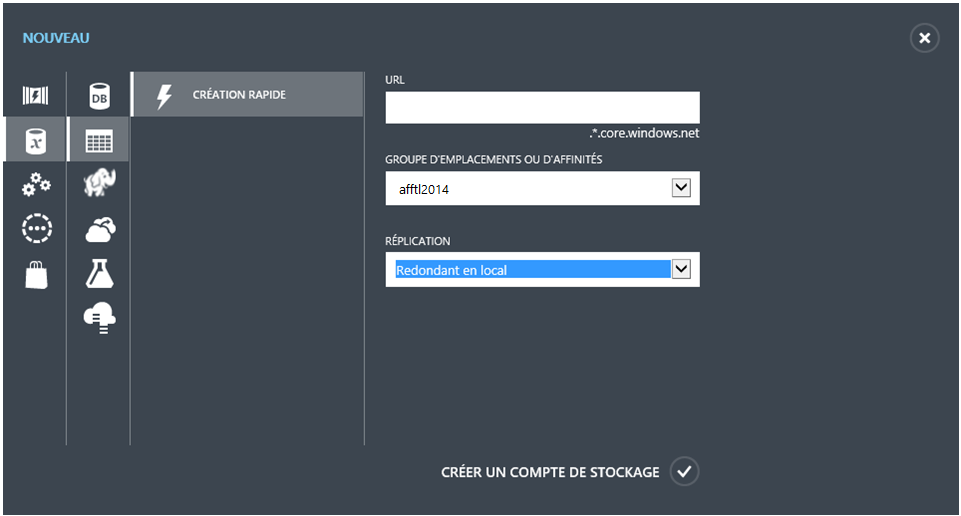 NOUVEAU
DB
x
CRÉATION RAPIDE
URL
.*.core.windows.net
GROUPE D'EMPLACEMENTS OU D'AFFINITÉS
afftl2014
RÉPLICATION
Redondant en local
CRÉER UN COMPTE DE STOCKAGE